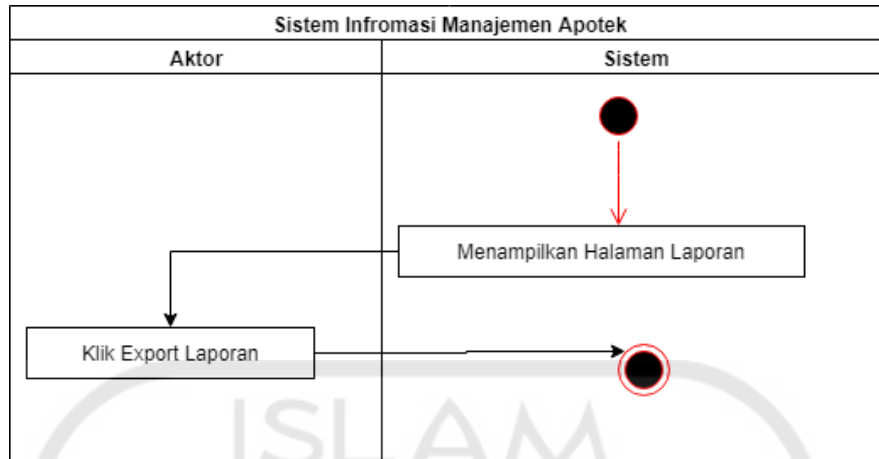 Sistem Infromasi Manajemen Apotek
Aktor
Sistem
Menampilkan Halaman Laporan
Klik Export Laporan
ISLAM